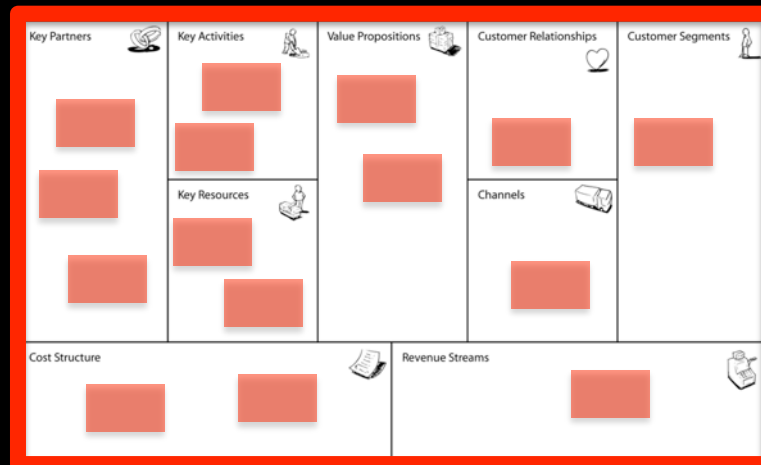 Key Partners
Key Activities
Value Propositions
Customer Relationships
Customer Segments
Key Resources
Channels
Cost Structure
Revenue Streams